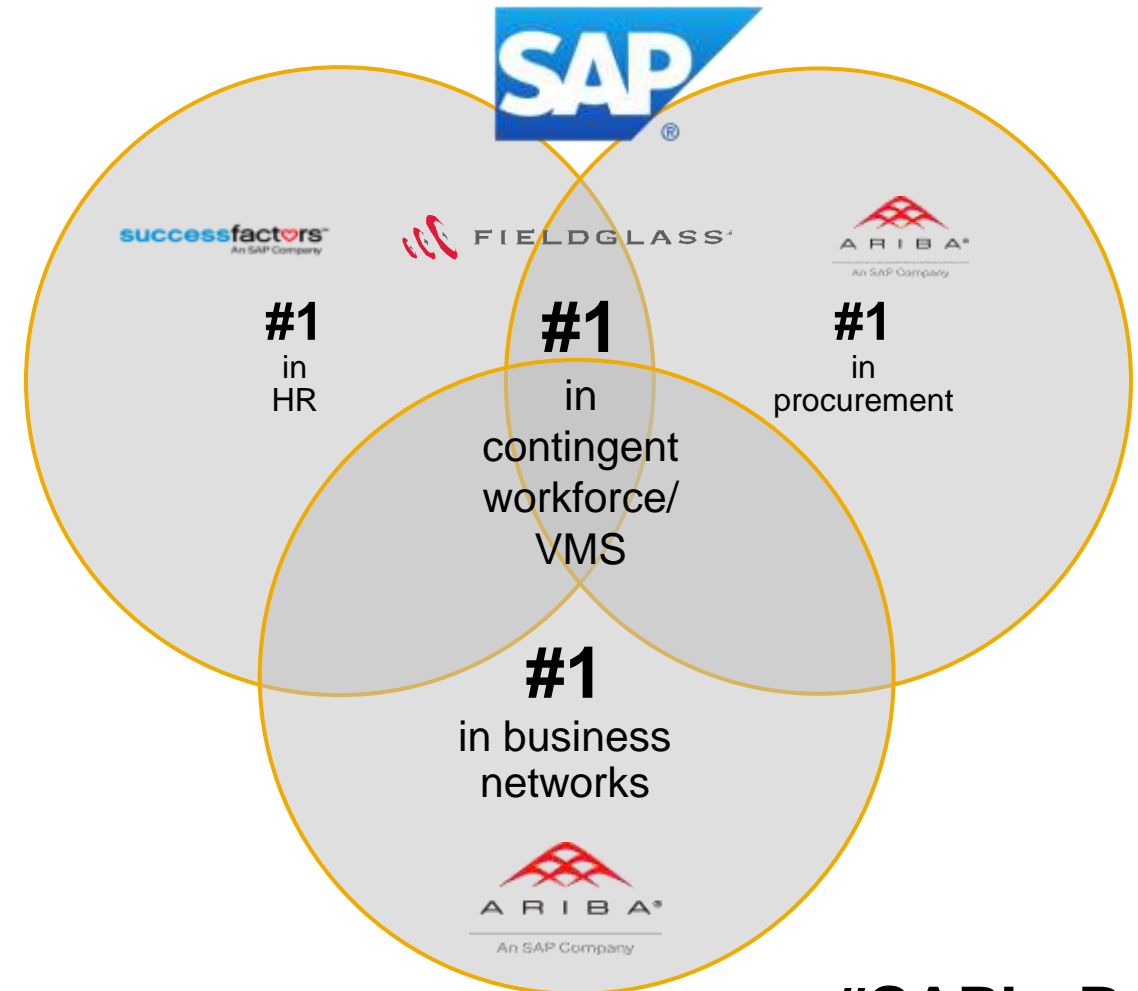 SAP
®
successfactors™
An SAP Company
FIELDGLASS
ARIBA®
An SAP Company
#1
in
HR
#1
in
contingent
workforce/
VMS
#1
in
procurement
#1
in business
networks
ARIBA®
An SAP Company